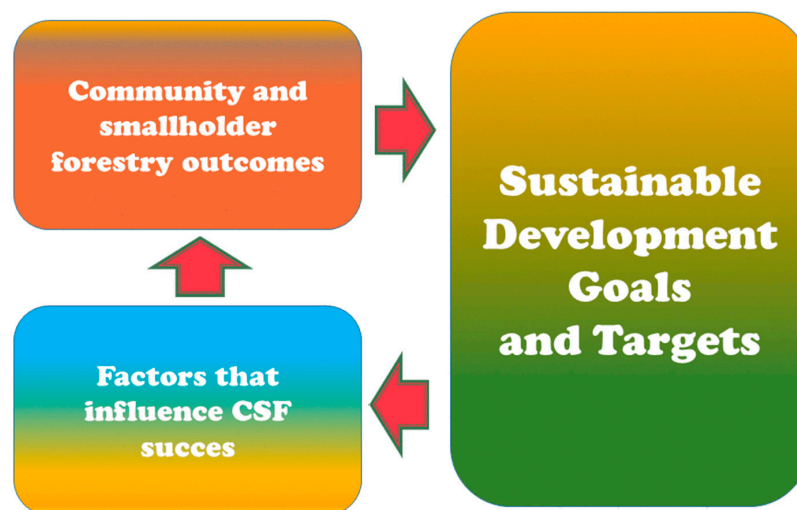 Community and
smallholder
forestry outcomes
Sustainable
Development
Goals
and Targets
Factors that
influence CSF
succes